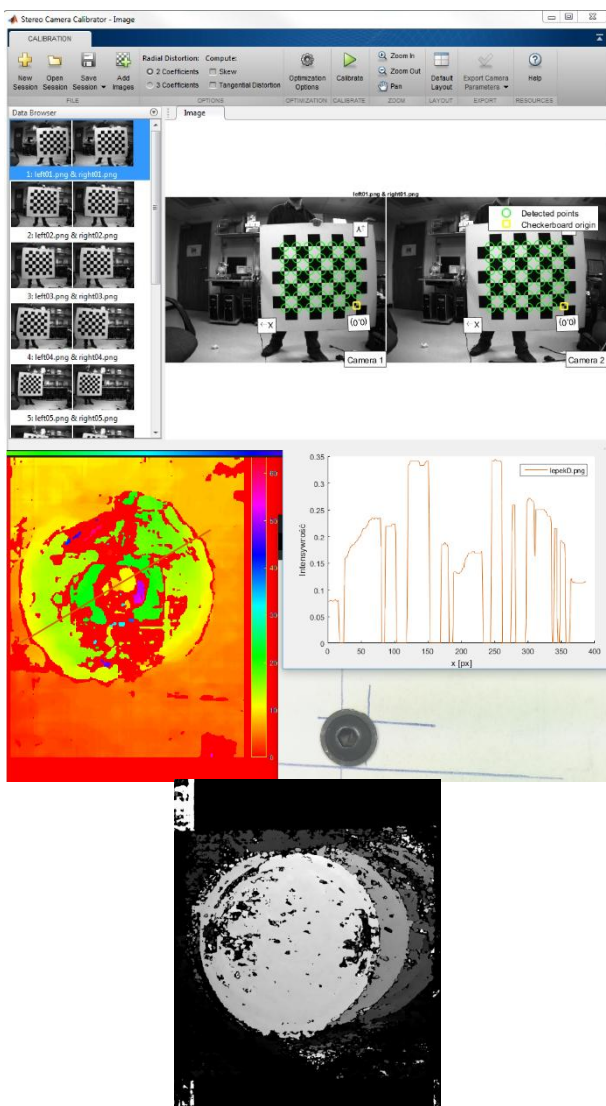 Stereo Camera Calibrator - Image
CALIBRATION
New Session
Open Session
Save Session
Add Images
Radial Distortion:
2 Coefficients
3 Coefficients
Compute:
Skew
Tangential Distortion
Optimization Options
Calibrate
Zoom In
Zoom Out
Pan
Default Layout
Export Camera Parameters
Help
FILE
OPTIONS
OPTIMIZATION
CALIBRATE
ZOOM
LAYOUT
EXPORT
RESOURCES
Data Browser
Image
1: left01.png & right01.png
2: left02.png & right02.png
3: left03.png & right03.png
4: left04.png & right04.png
5: left05.png & right05.png
left01.png & right01.png
Detected points
Checkerboard origin
X
(0,0)
Camera 1
X
(0,0)
Camera 2
60
50
40
30
20
10
0
0.35
0.3
0.25
0.2
0.15
0.1
0.05
0
Intensywność
0 50 100 150 200 250 300 350 400
x [px]
lepekD.png